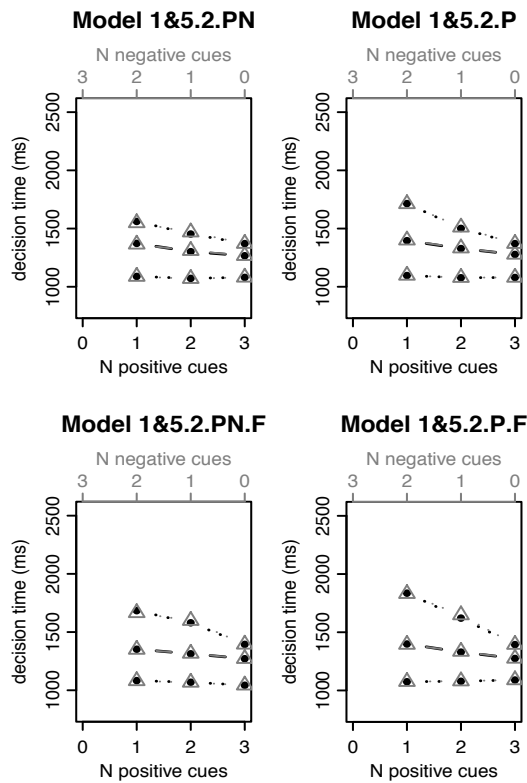 Model 1&5.2.PN
N negative cues
3 2 1 0
decision time (ms)
2500
2000
1500
1000
0 1 2 3
N positive cues
Model 1&5.2.P
N negative cues
3 2 1 0
decision time (ms)
2500
2000
1500
1000
0 1 2 3
N positive cues
Model 1&5.2.PN.F
N negative cues
3 2 1 0
decision time (ms)
2500
2000
1500
1000
0 1 2 3
N positive cues
Model 1&5.2.P.F
N negative cues
3 2 1 0
decision time (ms)
2500
2000
1500
1000
0 1 2 3
N positive cues